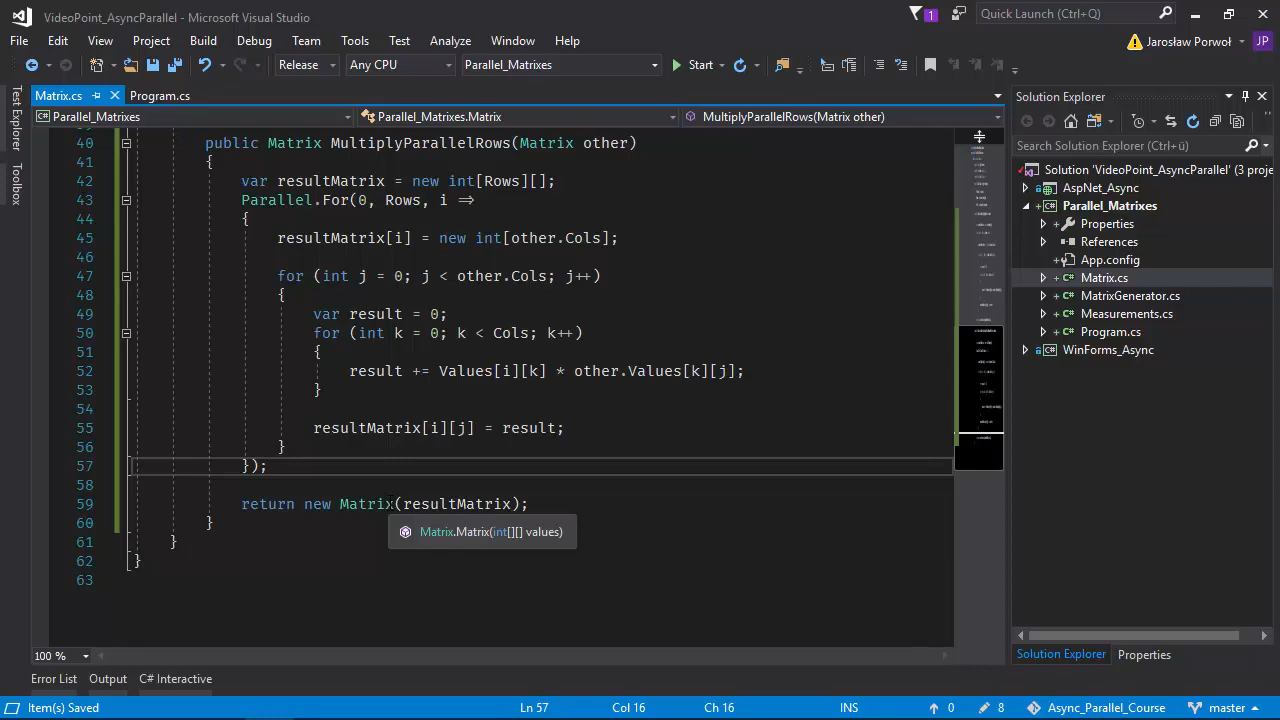 VideoPoint_AsyncParallel - Microsoft Visual Studio
1
Quick Launch (Ctrl+Q)
File Edit View Project Build Debug Team Tools Test Analyze Window Help
Jarosław Porwoł
JP
Release
Any CPU
Parallel_Matrixes
Start
Test Explorer
Toolbox
Matrix.cs
Program.cs
Parallel_Matrixes
Parallel_Matrixes.Matrix
MultiplyParallelRows(Matrix other)
40 public Matrix MultiplyParallelRows(Matrix other)
41 {
42 var resultMatrix = new int[Rows][];
43 Parallel.For(0, Rows, i =>
44 {
45 resultMatrix[i] = new int[other.Cols];
46
47 for (int j = 0; j < other.Cols; j++)
48 {
49 var result = 0;
50 for (int k = 0; k < Cols; k++)
51 {
52 result += Values[i][k] * other.Values[k][j];
53 }
54
55 resultMatrix[i][j] = result;
56 }
57 });
58
59 return new Matrix(resultMatrix);
60 }
Matrix.Matrix(int[][] values)
61 }
62 }
63
100 %
Solution Explorer
Search Solution Explorer (Ctrl+ü)
Solution 'VideoPoint_AsyncParallel' (3 proje
AspNet_Async
Parallel_Matrixes
Properties
References
App.config
Matrix.cs
MatrixGenerator.cs
Measurements.cs
Program.cs
WinForms_Async
Solution Explorer
Properties
Error List
Output
C# Interactive
Item(s) Saved
Ln 57
Col 16
Ch 16
INS
0
8
Async_Parallel_Course
master